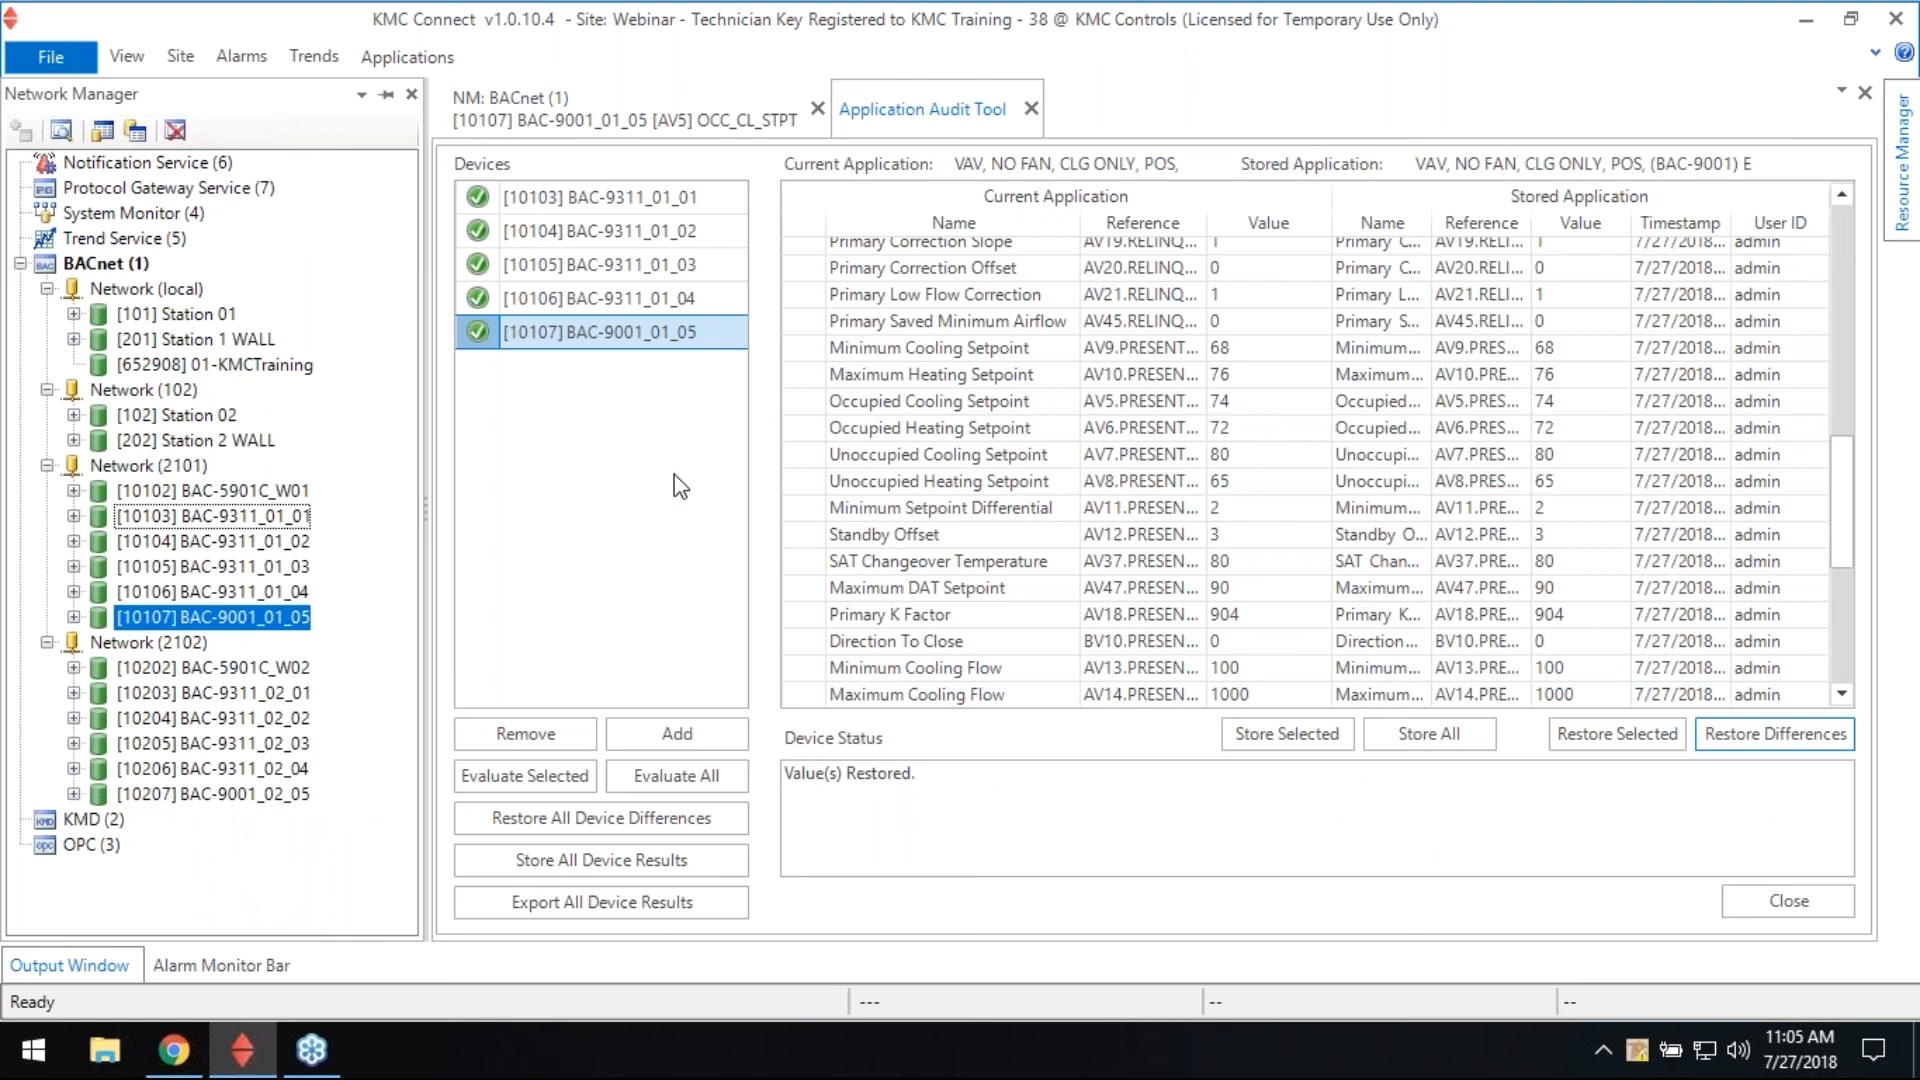 KMC Connect v1.0.10.4 - Site: Webinar - Technician Key Registered to KMC Training - 38 @ KMC Controls (Licensed for Temporary Use Only)
File View Site Alarms Trends Applications
Network Manager
Notification Service (6)
Protocol Gateway Service (7)
System Monitor (4)
Trend Service (5)
BACnet (1)
Network (local)
[101] Station 01
[201] Station 1 WALL
[652908] 01-KMCTraining
Network (102)
[102] Station 02
[202] Station 2 WALL
Network (2101)
[10102] BAC-5901C_W01
[10103] BAC-9311_01_01
[10104] BAC-9311_01_02
[10105] BAC-9311_01_03
[10106] BAC-9311_01_04
[10107] BAC-9001_01_05
Network (2102)
[10202] BAC-5901C_W02
[10203] BAC-9311_02_01
[10204] BAC-9311_02_02
[10205] BAC-9311_02_03
[10206] BAC-9311_02_04
[10207] BAC-9001_02_05
KMD (2)
OPC (3)
NM: BACnet (1)
[10107] BAC-9001_01_05 [AV5] OCC_CL_STPT
Application Audit Tool
Resource Manager
Devices
[10103] BAC-9311_01_01
[10104] BAC-9311_01_02
[10105] BAC-9311_01_03
[10106] BAC-9311_01_04
[10107] BAC-9001_01_05
Remove Add
Evaluate Selected Evaluate All
Restore All Device Differences
Store All Device Results
Export All Device Results
Current Application: VAV, NO FAN, CLG ONLY, POS, Stored Application: VAV, NO FAN, CLG ONLY, POS, (BAC-9001) E
Current Application Stored Application
Name Reference Value Name Reference Value Timestamp User ID
Primary Correction Slope AV19.RELINQ... 1 Primary C... AV19.RELI... 1 7/27/2018... admin
Primary Correction Offset AV20.RELINQ... 0 Primary C... AV20.RELI... 0 7/27/2018... admin
Primary Low Flow Correction AV21.RELINQ... 1 Primary L... AV21.RELI... 1 7/27/2018... admin
Primary Saved Minimum Airflow AV45.RELINQ... 0 Primary S... AV45.RELI... 0 7/27/2018... admin
Minimum Cooling Setpoint AV9.PRESENT... 68 Minimum... AV9.PRES... 68 7/27/2018... admin
Maximum Heating Setpoint AV10.PRESEN... 76 Maximum... AV10.PRE... 76 7/27/2018... admin
Occupied Cooling Setpoint AV5.PRESENT... 74 Occupied... AV5.PRES... 74 7/27/2018... admin
Occupied Heating Setpoint AV6.PRESENT... 72 Occupied... AV6.PRES... 72 7/27/2018... admin
Unoccupied Cooling Setpoint AV7.PRESENT... 80 Unoccupi... AV7.PRES... 80 7/27/2018... admin
Unoccupied Heating Setpoint AV8.PRESENT... 65 Unoccupi... AV8.PRES... 65 7/27/2018... admin
Minimum Setpoint Differential AV11.PRESEN... 2 Minimum... AV11.PRE... 2 7/27/2018... admin
Standby Offset AV12.PRESEN... 3 Standby O... AV12.PRE... 3 7/27/2018... admin
SAT Changeover Temperature AV37.PRESEN... 80 SAT Chan... AV37.PRE... 80 7/27/2018... admin
Maximum DAT Setpoint AV47.PRESEN... 90 Maximum... AV47.PRE... 90 7/27/2018... admin
Primary K Factor AV18.PRESEN... 904 Primary K... AV18.PRE... 904 7/27/2018... admin
Direction To Close BV10.PRESEN... 0 Direction... BV10.PRE... 0 7/27/2018... admin
Minimum Cooling Flow AV13.PRESEN... 100 Minimum... AV13.PRE... 100 7/27/2018... admin
Maximum Cooling Flow AV14.PRESEN... 1000 Maximum... AV14.PRE... 1000 7/27/2018... admin
Device Status Store Selected Store All Restore Selected Restore Differences
Value(s) Restored.
Close
Output Window Alarm Monitor Bar
Ready --- -- --
11:05 AM
7/27/2018